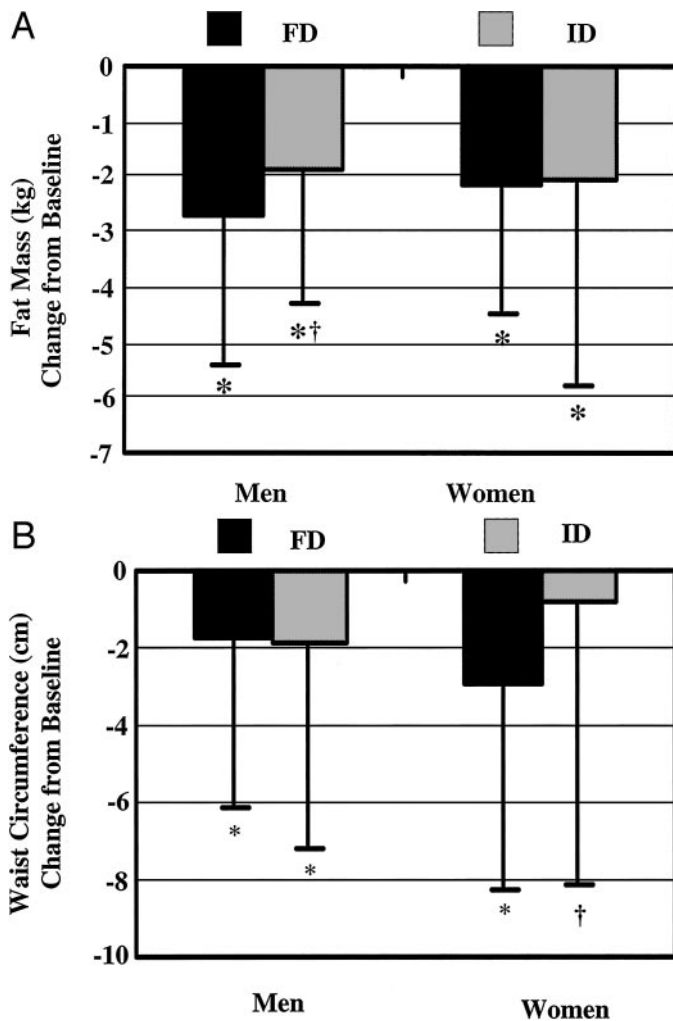 A
FD
ID
0
-1
-2
-3
-4
-5
-6
-7
Fat Mass (kg)
Change from Baseline
*
*†
*
*
Men
Women
B
FD
ID
0
-2
-4
-6
-8
-10
Waist Circumference (cm)
Change from Baseline
*
*
*
†
Men
Women